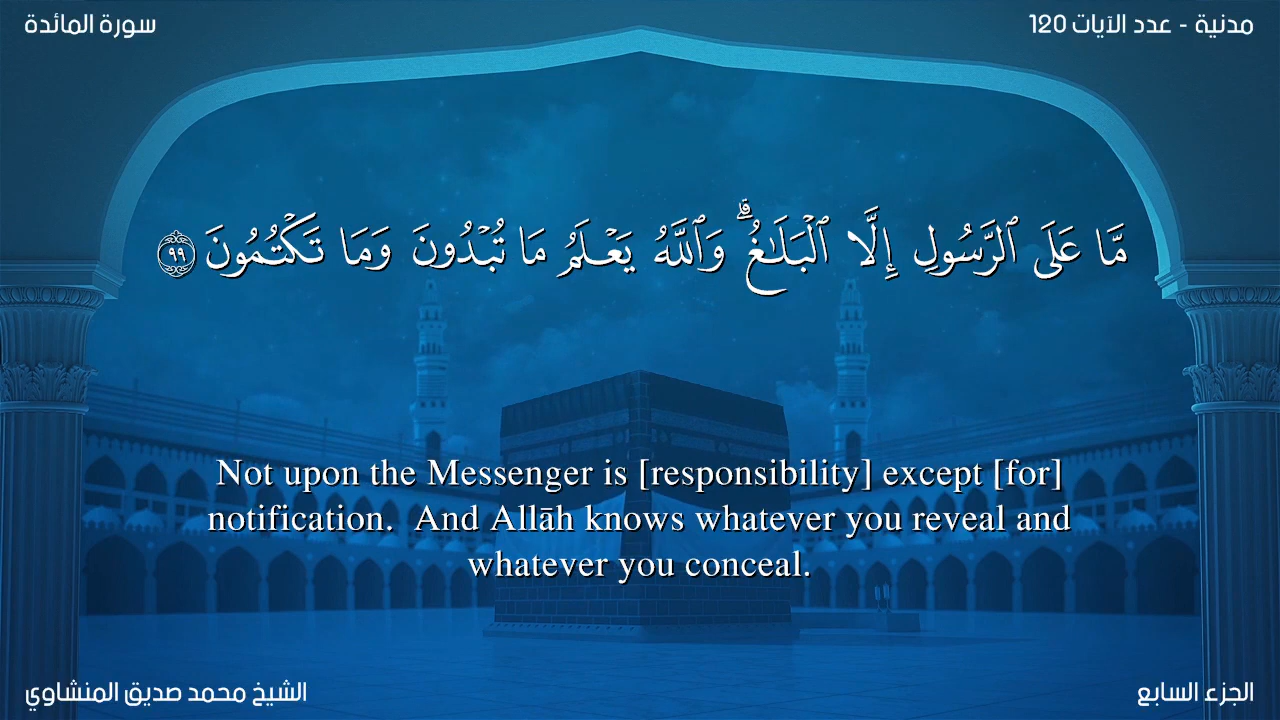 سورة المائدة
مدنية - عدد الآيات 120
مَّا عَلَى ٱلرَّسُولِ إِلَّا ٱلْبَلَـٰغُ ۗ وَٱللَّهُ يَعْلَمُ مَا تُبْدُونَ وَمَا تَكْتُمُونَ ٩٩
Not upon the Messenger is [responsibility] except [for]
notification.  And Allāh knows whatever you reveal and
whatever you conceal.
الشيخ محمد صديق المنشاوي
الجزء السابع